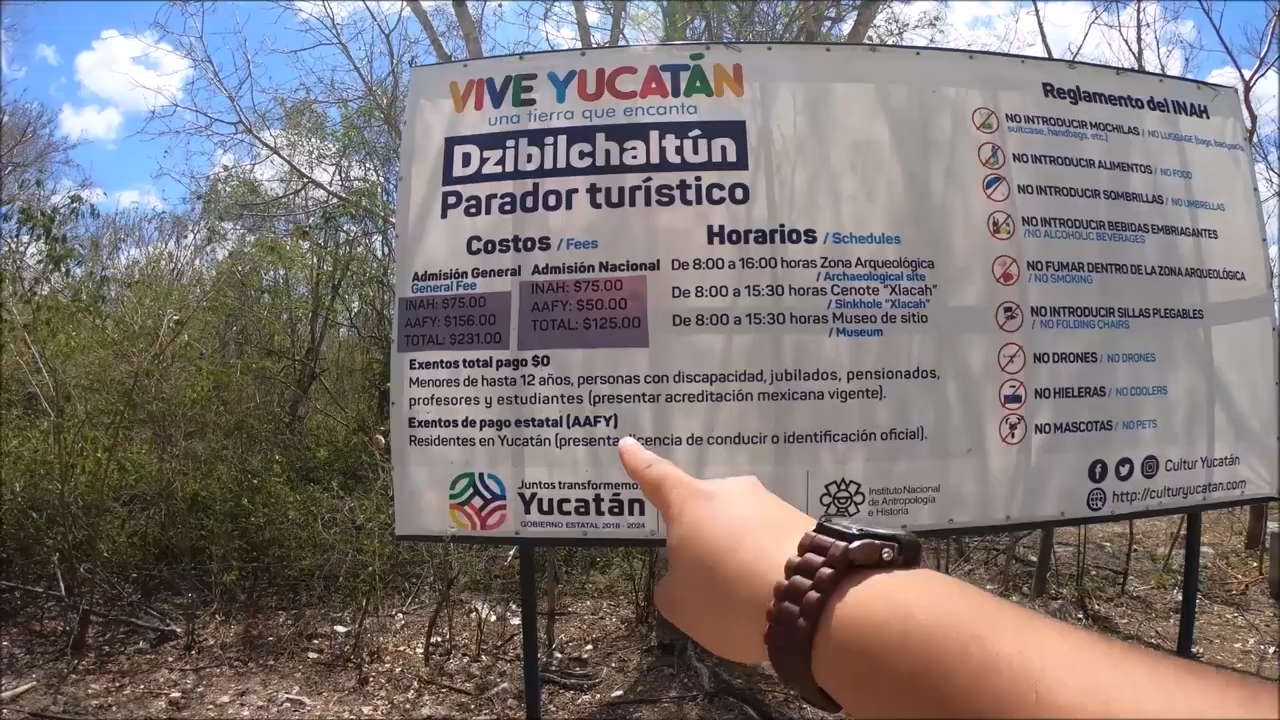 VIVE YUCATÁN
una tierra que encanta
Dzibilchaltún
Parador turístico
Costos / Fees
Admisión General
General Fee
INAH: $75.00
AAFY: $156.00
TOTAL: $231.00
Admisión Nacional
INAH: $75.00
AAFY: $50.00
TOTAL: $125.00
Horarios / Schedules
De 8:00 a 16:00 horas Zona Arqueológica
/ Archaeological site
De 8:00 a 15:30 horas Cenote “Xlacah”
/ Sinkhole “Xlacah”
De 8:00 a 15:30 horas Museo de sitio
/ Museum
Exentos total pago $0
Menores de hasta 12 años, personas con discapacidad, jubilados, pensionados,
profesores y estudiantes (presentar acreditación mexicana vigente).
Exentos de pago estatal (AAFY)
Residentes en Yucatán (presenta licencia de conducir o identificación oficial).
Juntos transformemo
Yucatán
GOBIERNO ESTATAL 2018 - 2024
Instituto Nacional
de Antropología
e Historia
Reglamento del INAH
NO INTRODUCIR MOCHILAS / NO LUGGAGE (bags, backpacks,
suitcase, handbags, etc.)
NO INTRODUCIR ALIMENTOS / NO FOOD
NO INTRODUCIR SOMBRILLAS / NO UMBRELLAS
NO INTRODUCIR BEBIDAS EMBRIAGANTES
/NO ALCOHOLIC BEVERAGES
NO FUMAR DENTRO DE LA ZONA ARQUEOLÓGICA
/ NO SMOKING
NO INTRODUCIR SILLAS PLEGABLES
/ NO FOLDING CHAIRS
NO DRONES / NO DRONES
NO HIELERAS / NO COOLERS
NO MASCOTAS / NO PETS
Cultur Yucatán
http://culturyucatan.com